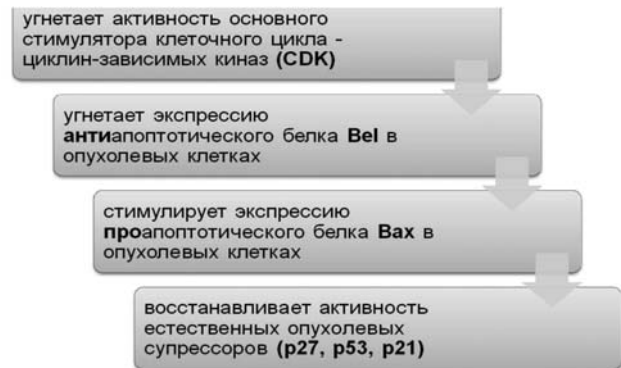 угнетает активность основного
стимулятора клеточного цикла -
циклин-зависимых киназ (CDK)
угнетает экспрессию
антиапоптотического белка Bel в
опухолевых клетках
стимулирует экспрессию
проапоптотического белка Bax в
опухолевых клетках
восстанавливает активность
естественных опухолевых
супрессоров (p27, p53, p21)